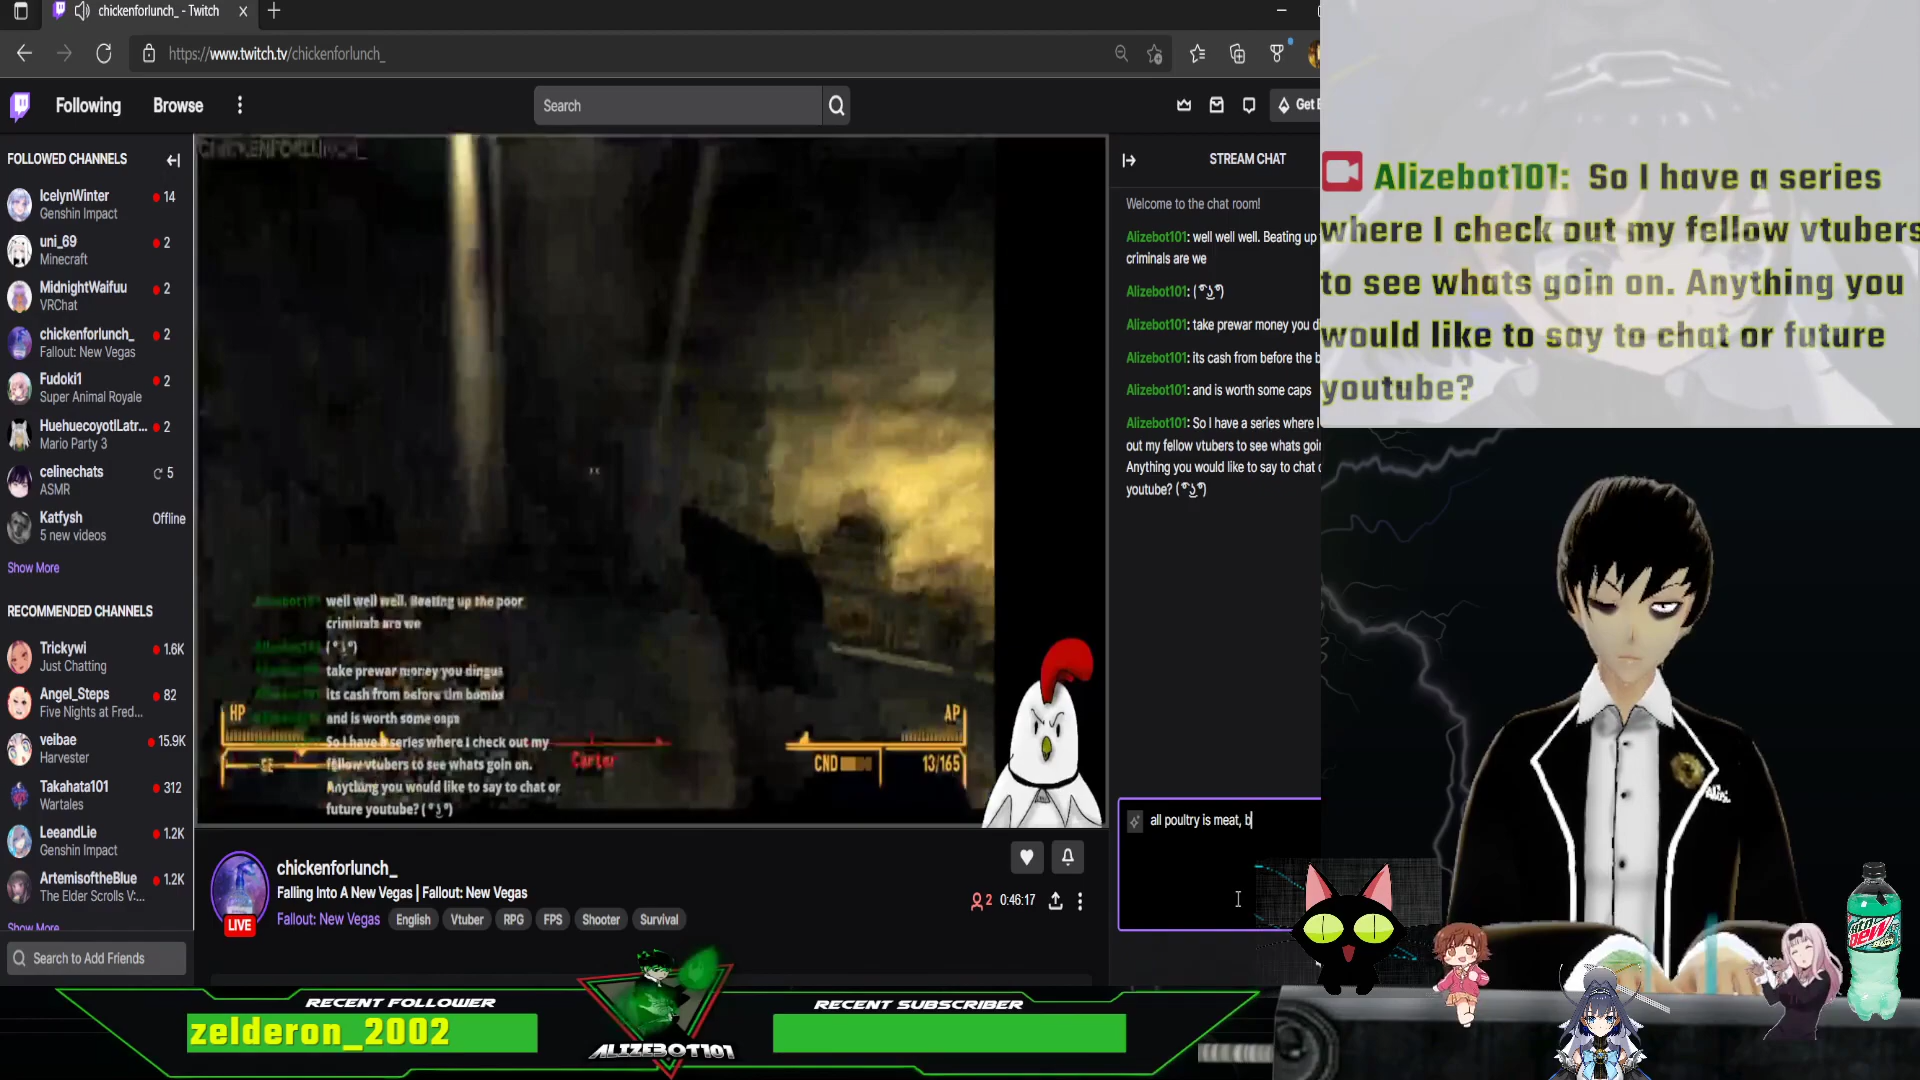 chickenforlunch_ - Twitch
https://www.twitch.tv/chickenforlunch_
Following
Browse
Search
Get
FOLLOWED CHANNELS
IcelynWinter
14
Genshin Impact
uni_69
2
Minecraft
MidnightWaifuu
2
VRChat
chickenforlunch_
2
Fallout: New Vegas
Fudoki1
2
Super Animal Royale
HuehuecoyotlLatr...
2
Mario Party 3
celinechats
5
ASMR
Katfysh
Offline
5 new videos
Show More
RECOMMENDED CHANNELS
Trickywi
1.6K
Just Chatting
Angel_Steps
82
Five Nights at Fred...
veibae
15.9K
Harvester
Takahata101
312
Wartales
LeeandLie
1.2K
Genshin Impact
ArtemisoftheBlue
1.2K
The Elder Scrolls V:...
Show More
Search to Add Friends
CHICKENFORLUNCH_
well well well. Beating up the poor
criminals are we
( ͡° ͜ʖ ͡°)
take prewar money you dingus
its cash from before the bombs
and is worth some caps
So I have a series where I check out my
fellow vtubers to see whats goin on.
Anything you would like to say to chat or
future youtube? ( ͡° ͜ʖ ͡°)
HP
SE
AP
CND
13/165
LIVE
chickenforlunch_
Falling Into A New Vegas | Fallout: New Vegas
Fallout: New Vegas
English
Vtuber
RPG
FPS
Shooter
Survival
2
0:46:17
STREAM CHAT
Welcome to the chat room!
Alizebot101: well well well. Beating up
criminals are we
Alizebot101: ( ͡° ͜ʖ ͡°)
Alizebot101: take prewar money you di
Alizebot101: its cash from before the b
Alizebot101: and is worth some caps
Alizebot101: So I have a series where I
out my fellow vtubers to see whats goin
Anything you would like to say to chat o
youtube? ( ͡° ͜ʖ ͡°)
all poultry is meat, b
Alizebot101: So I have a series
where I check out my fellow vtubers
to see whats goin on. Anything you
would like to say to chat or future
youtube?
RECENT FOLLOWER
zelderon_2002
ALIZEBOT101
RECENT SUBSCRIBER
MTN
DEW